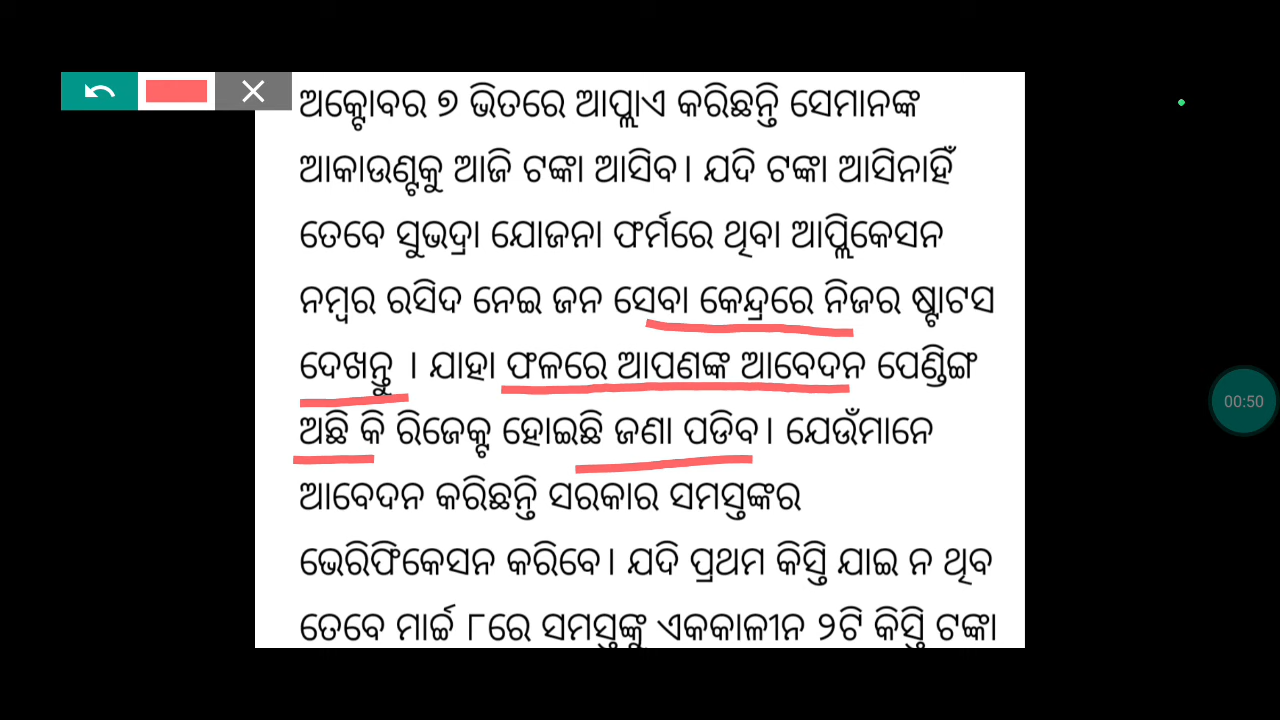 ଅକ୍ଟୋବର ୭ ଭିତରେ ଆପ୍ଲାଏ କରିଛନ୍ତି ସେମାନଙ୍କ
ଆକାଉଣ୍ଟକୁ ଆଜି ଟଙ୍କା ଆସିବ। ଯଦି ଟଙ୍କା ଆସିନାହିଁ
ତେବେ ସୁଭଦ୍ରା ଯୋଜନା ଫର୍ମରେ ଥିବା ଆପ୍ଲିକେସନ
ନମ୍ବର ରସିଦ ନେଇ ଜନ ସେବା କେନ୍ଦ୍ରରେ ନିଜର ଷ୍ଟାଟସ
ଦେଖନ୍ତୁ । ଯାହା ଫଳରେ ଆପଣଙ୍କ ଆବେଦନ ପେଣ୍ଡିଙ୍ଗ
ଅଛି କି ରିଜେକ୍ଟ ହୋଇଛି ଜଣା ପଡିବ। ଯେଉଁମାନେ
ଆବେଦନ କରିଛନ୍ତି ସରକାର ସମସ୍ତଙ୍କର
ଭେରିଫିକେସନ କରିବେ। ଯଦି ପ୍ରଥମ କିସ୍ତି ଯାଇ ନ ଥିବ
ତେବେ ମାର୍ଚ୍ଚ ୮ରେ ସମସ୍ତଙ୍କୁ ଏକକାଳୀନ ୨ଟି କିସ୍ତି ଟଙ୍କା
00:50